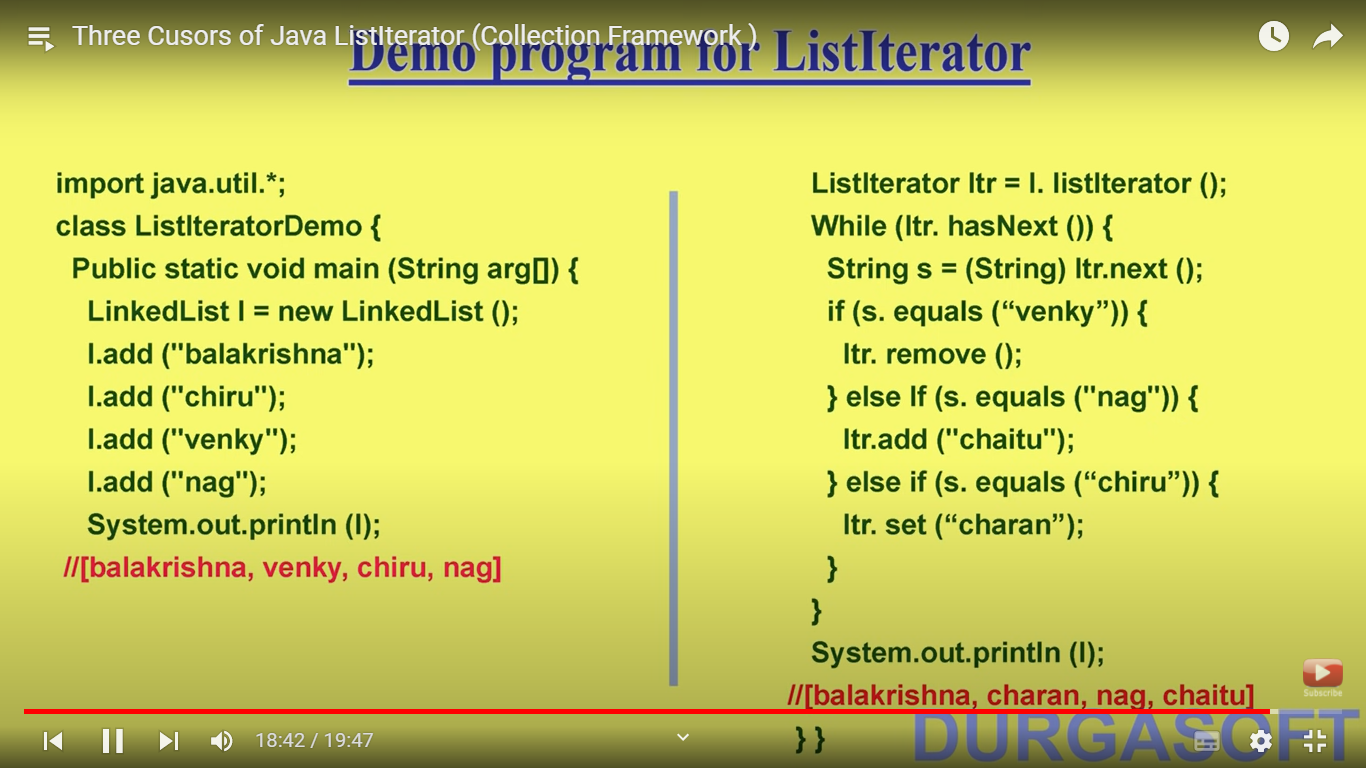 Three Cusors of Java ListIterator (Collection Framework )
Demo program for ListIterator
import java.util.*;
class ListIteratorDemo {
Public static void main (String arg[]) {
LinkedList l = new LinkedList ();
l.add ("balakrishna");
l.add ("chiru");
l.add ("venky");
l.add ("nag");
System.out.println (l);
//[balakrishna, venky, chiru, nag]
ListIterator ltr = l. listIterator ();
While (ltr. hasNext ()) {
String s = (String) ltr.next ();
if (s. equals (“venky”)) {
ltr. remove ();
} else If (s. equals ("nag")) {
ltr.add ("chaitu");
} else if (s. equals (“chiru”)) {
ltr. set (“charan”);
}
}
System.out.println (l);
//[balakrishna, charan, nag, chaitu]
} }
Subscribe
DURGASOFT
18:42 / 19:47